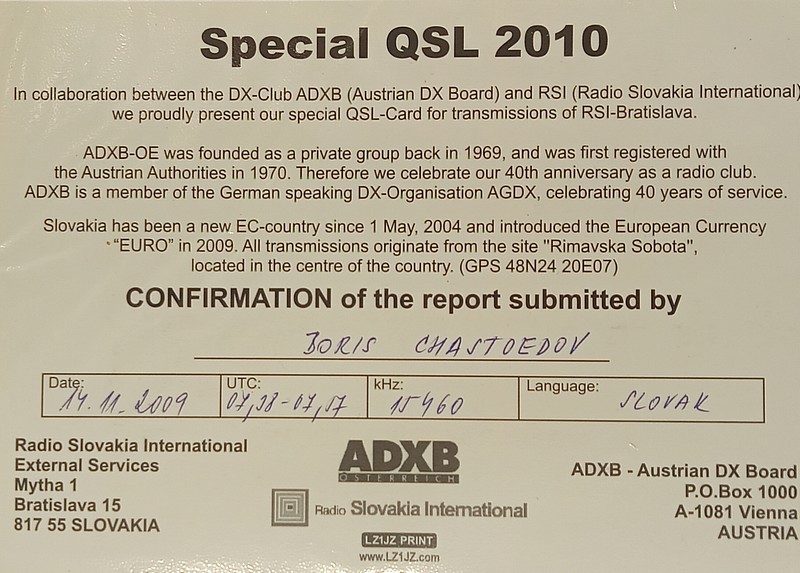 Special QSL 2010
In collaboration between the DX-Club ADXB (Austrian DX Board) and RSI (Radio Slovakia International)
we proudly present our special QSL-Card for transmissions of RSI-Bratislava.
ADXB-OE was founded as a private group back in 1969, and was first registered with
the Austrian Authorities in 1970. Therefore we celebrate our 40th anniversary as a radio club.
ADXB is a member of the German speaking DX-Organisation AGDX, celebrating 40 years of service.
Slovakia has been a new EC-country since 1 May, 2004 and introduced the European Currency
“EURO” in 2009. All transmissions originate from the site "Rimavska Sobota",
located in the centre of the country. (GPS 48N24 20E07)
CONFIRMATION of the report submitted by
BORIS CHASTOEDOV
Date: 14.11.2009 UTC: 07,38-07,57 kHz: 15460 Language: SLOVAK
Radio Slovakia International
External Services
Mytha 1
Bratislava 15
817 55 SLOVAKIA
ADXB
ÖSTERREICH
Radio Slovakia International
LZ1JZ PRINT
www.LZ1JZ.com
ADXB - Austrian DX Board
P.O.Box 1000
A-1081 Vienna
AUSTRIA